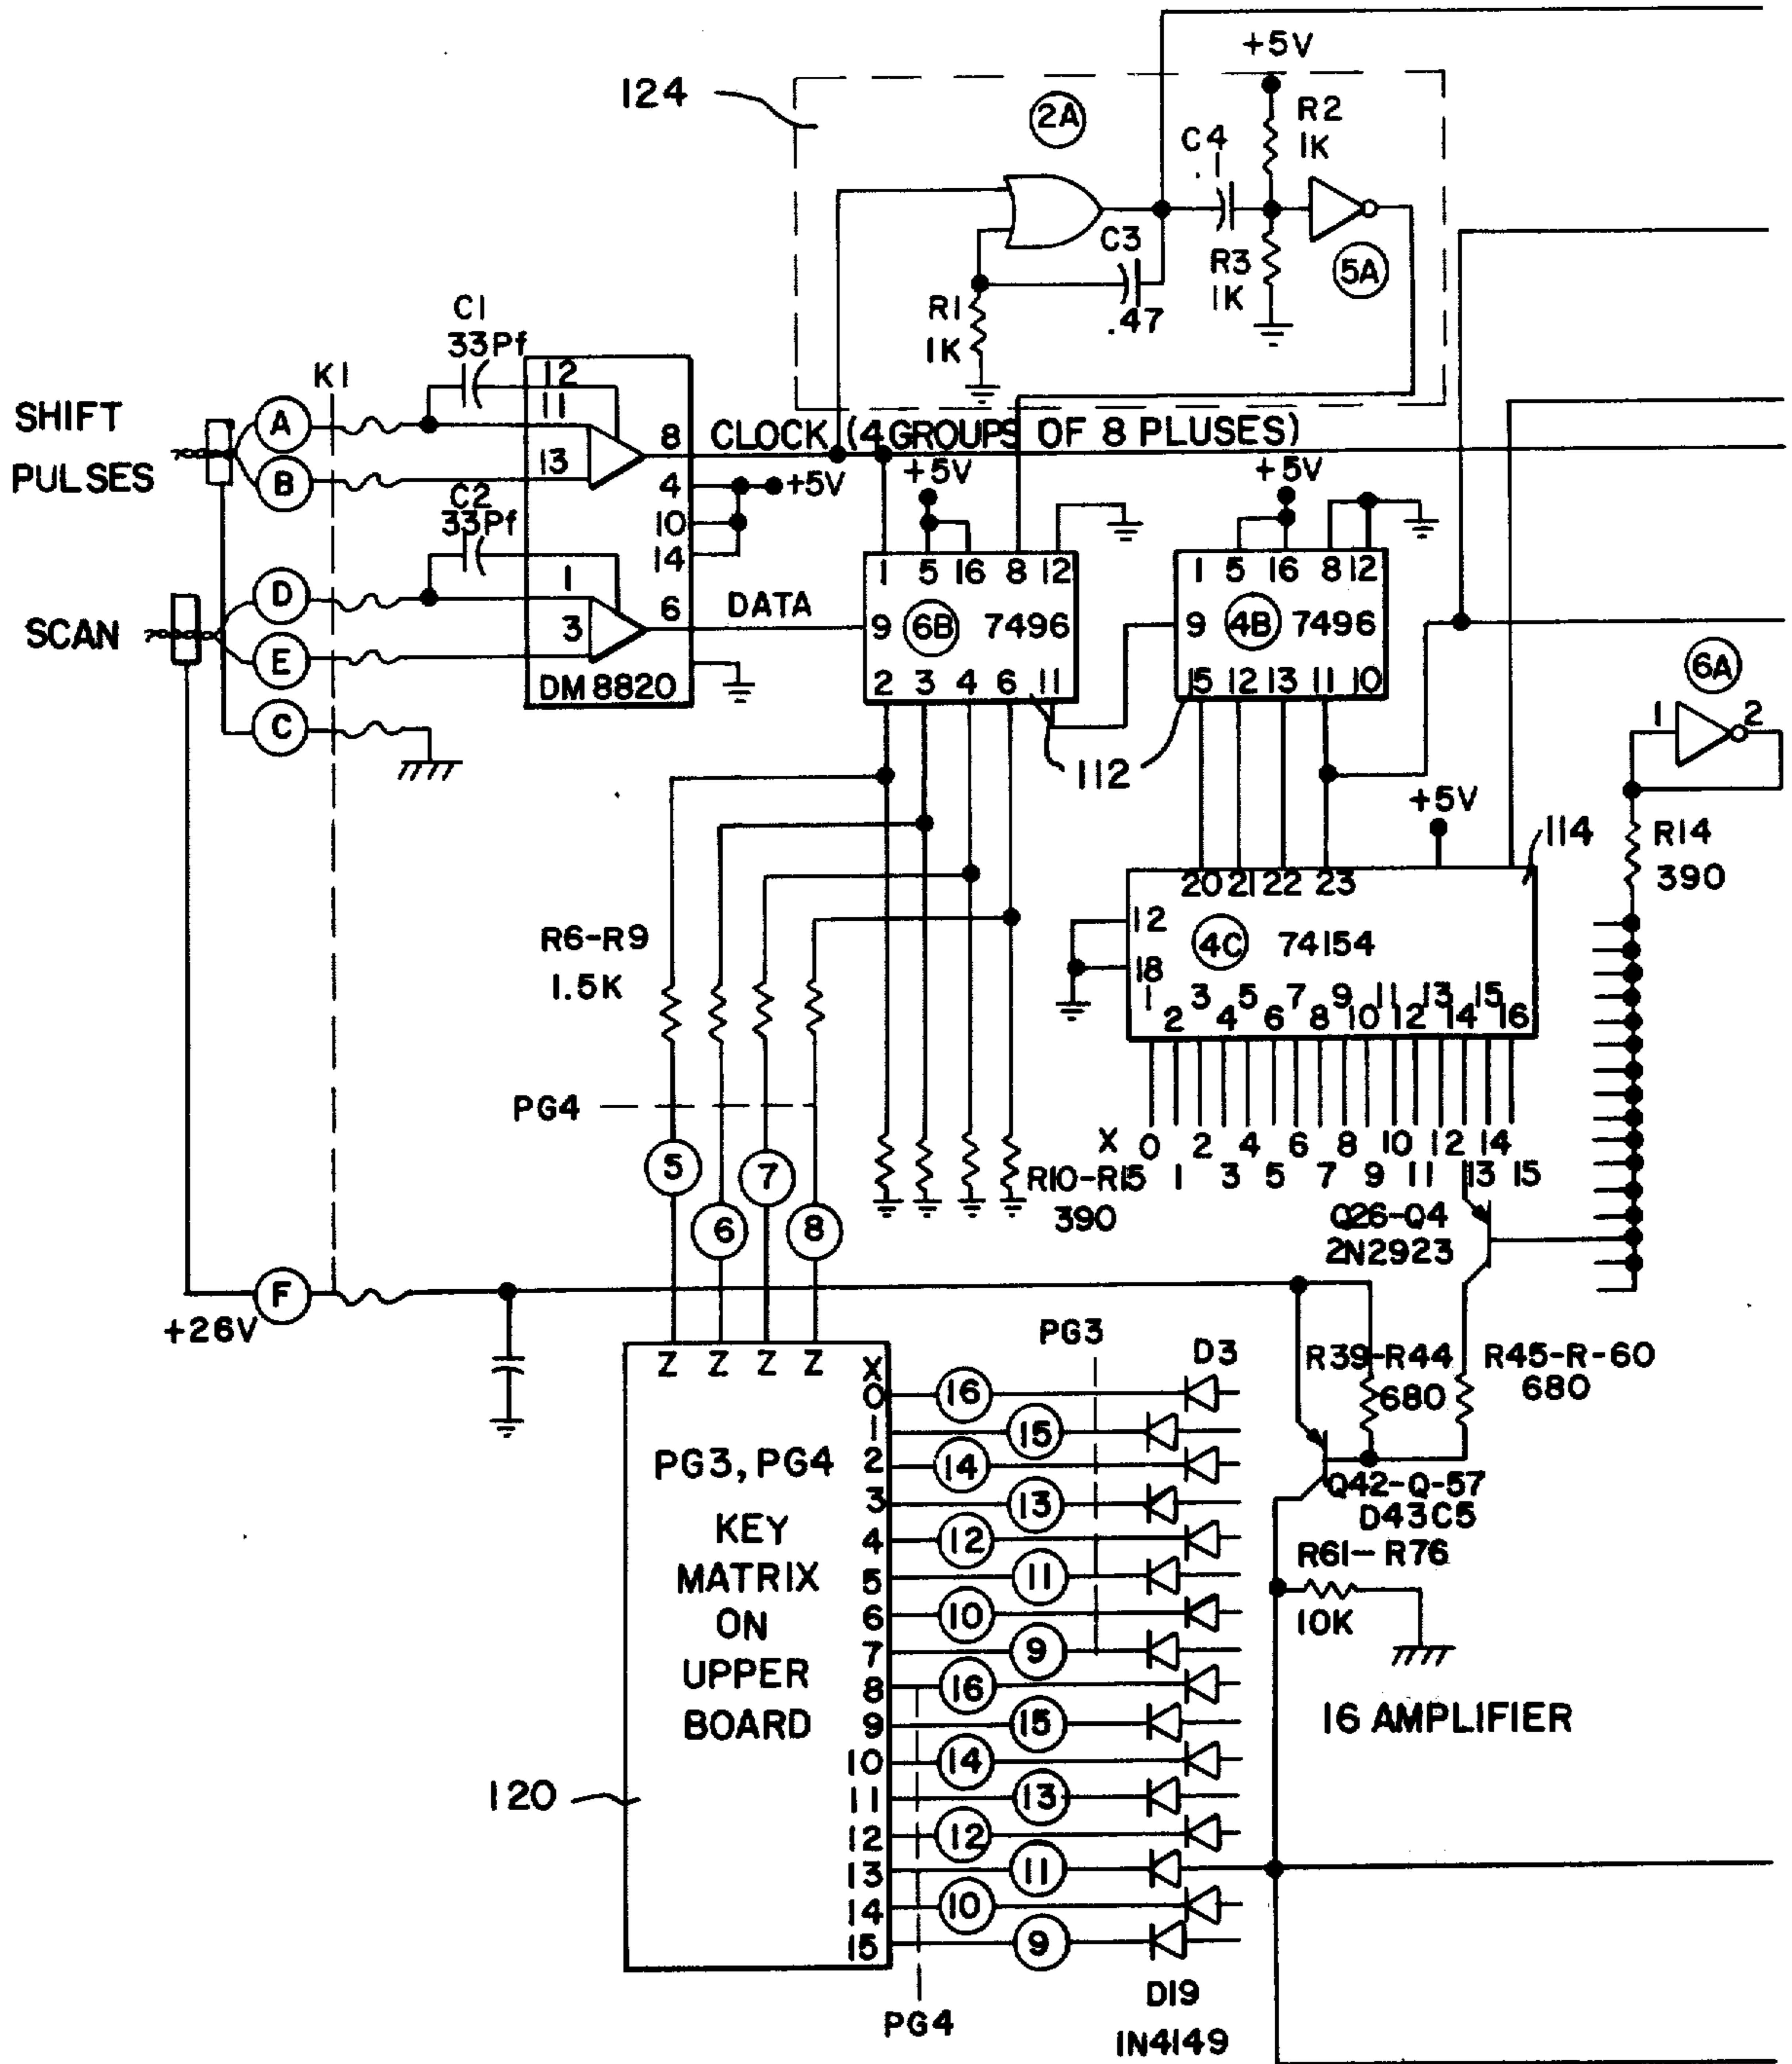 +5V
124
2A
R2
1K
C4
C3
.47
R3
1K
5A
R1
1K
C1
33Pf
K1
SHIFT
PULSES
A
B
12
11
13
8
CLOCK (4 GROUPS OF 8 PLUSES)
4
+5V
10
14
C2
33Pf
+5V
+5V
SCAN
D
E
C
1
3
6
DATA
DM 8820
1 5 16 8 12
9 6B 7496
2 3 4 6 11
1 5 16 8 12
9 4B 7496
15 12 13 11 10
6A
1 2
112
+5V
114
R14
390
20 21 22 23
12
4C 74154
18
1 3 5 7 9 11 13 15
2 4 6 8 10 12 14 16
R6-R9
1.5K
PG4
5
7
6
8
X 0 2 4 6 8 10 12 14
1 3 5 7 9 11 13 15
R10-R15
390
Q26-Q4
2N2923
F
+26V
Z Z Z Z X
PG3
D3
R39-R44
680
R45-R-60
680
0 16
1 15
2 14
3 13
4 12
5 11
6 10
7 9
8 16
9 15
10 14
11 13
12 12
13 11
14 10
15 9
PG3, PG4
KEY
MATRIX
ON
UPPER
BOARD
Q42-Q-57
D43C5
R61-R76
10K
16 AMPLIFIER
120
PG4
D19
IN4149